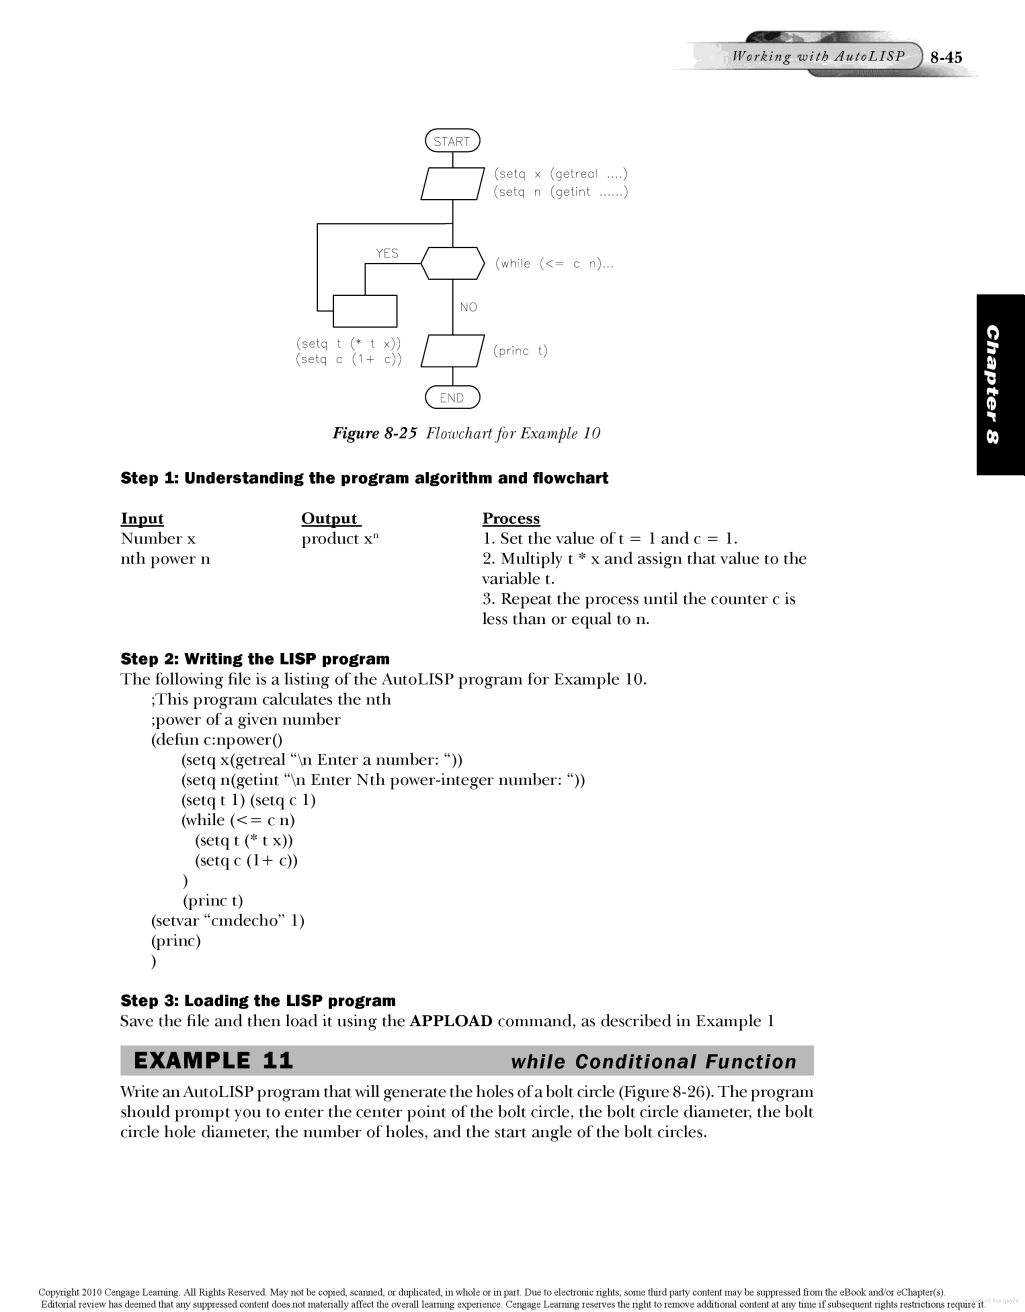 Working with AutoLISP 8-45
START
(setq x (getreal ....)
(setq n (getint ......)
YES
(while (<= c n)...
NO
(setq t (* t x))
(setq c (1+ c))
(princ t)
END
Chapter 8
Figure 8-25 Flowchart for Example 10
Step 1: Understanding the program algorithm and flowchart
Input Output Process
Number x product xⁿ 1. Set the value of t = 1 and c = 1.
nth power n 2. Multiply t * x and assign that value to the
variable t.
3. Repeat the process until the counter c is
less than or equal to n.
Step 2: Writing the LISP program
The following file is a listing of the AutoLISP program for Example 10.
;This program calculates the nth
;power of a given number
(defun c:npower()
(setq x(getreal “\n Enter a number: “))
(setq n(getint “\n Enter Nth power-integer number: “))
(setq t 1) (setq c 1)
(while (<= c n)
(setq t (* t x))
(setq c (1+ c))
)
(princ t)
(setvar “cmdecho” 1)
(princ)
)
Step 3: Loading the LISP program
Save the file and then load it using the APPLOAD command, as described in Example 1
EXAMPLE 11 while Conditional Function
Write an AutoLISP program that will generate the holes of a bolt circle (Figure 8-26). The program
should prompt you to enter the center point of the bolt circle, the bolt circle diameter, the bolt
circle hole diameter, the number of holes, and the start angle of the bolt circles.
Copyright 2010 Cengage Learning. All Rights Reserved. May not be copied, scanned, or duplicated, in whole or in part. Due to electronic rights, some third party content may be suppressed from the eBook and/or eChapter(s).
Editorial review has deemed that any suppressed content does not materially affect the overall learning experience. Cengage Learning reserves the right to remove additional content at any time if subsequent rights restrictions require it